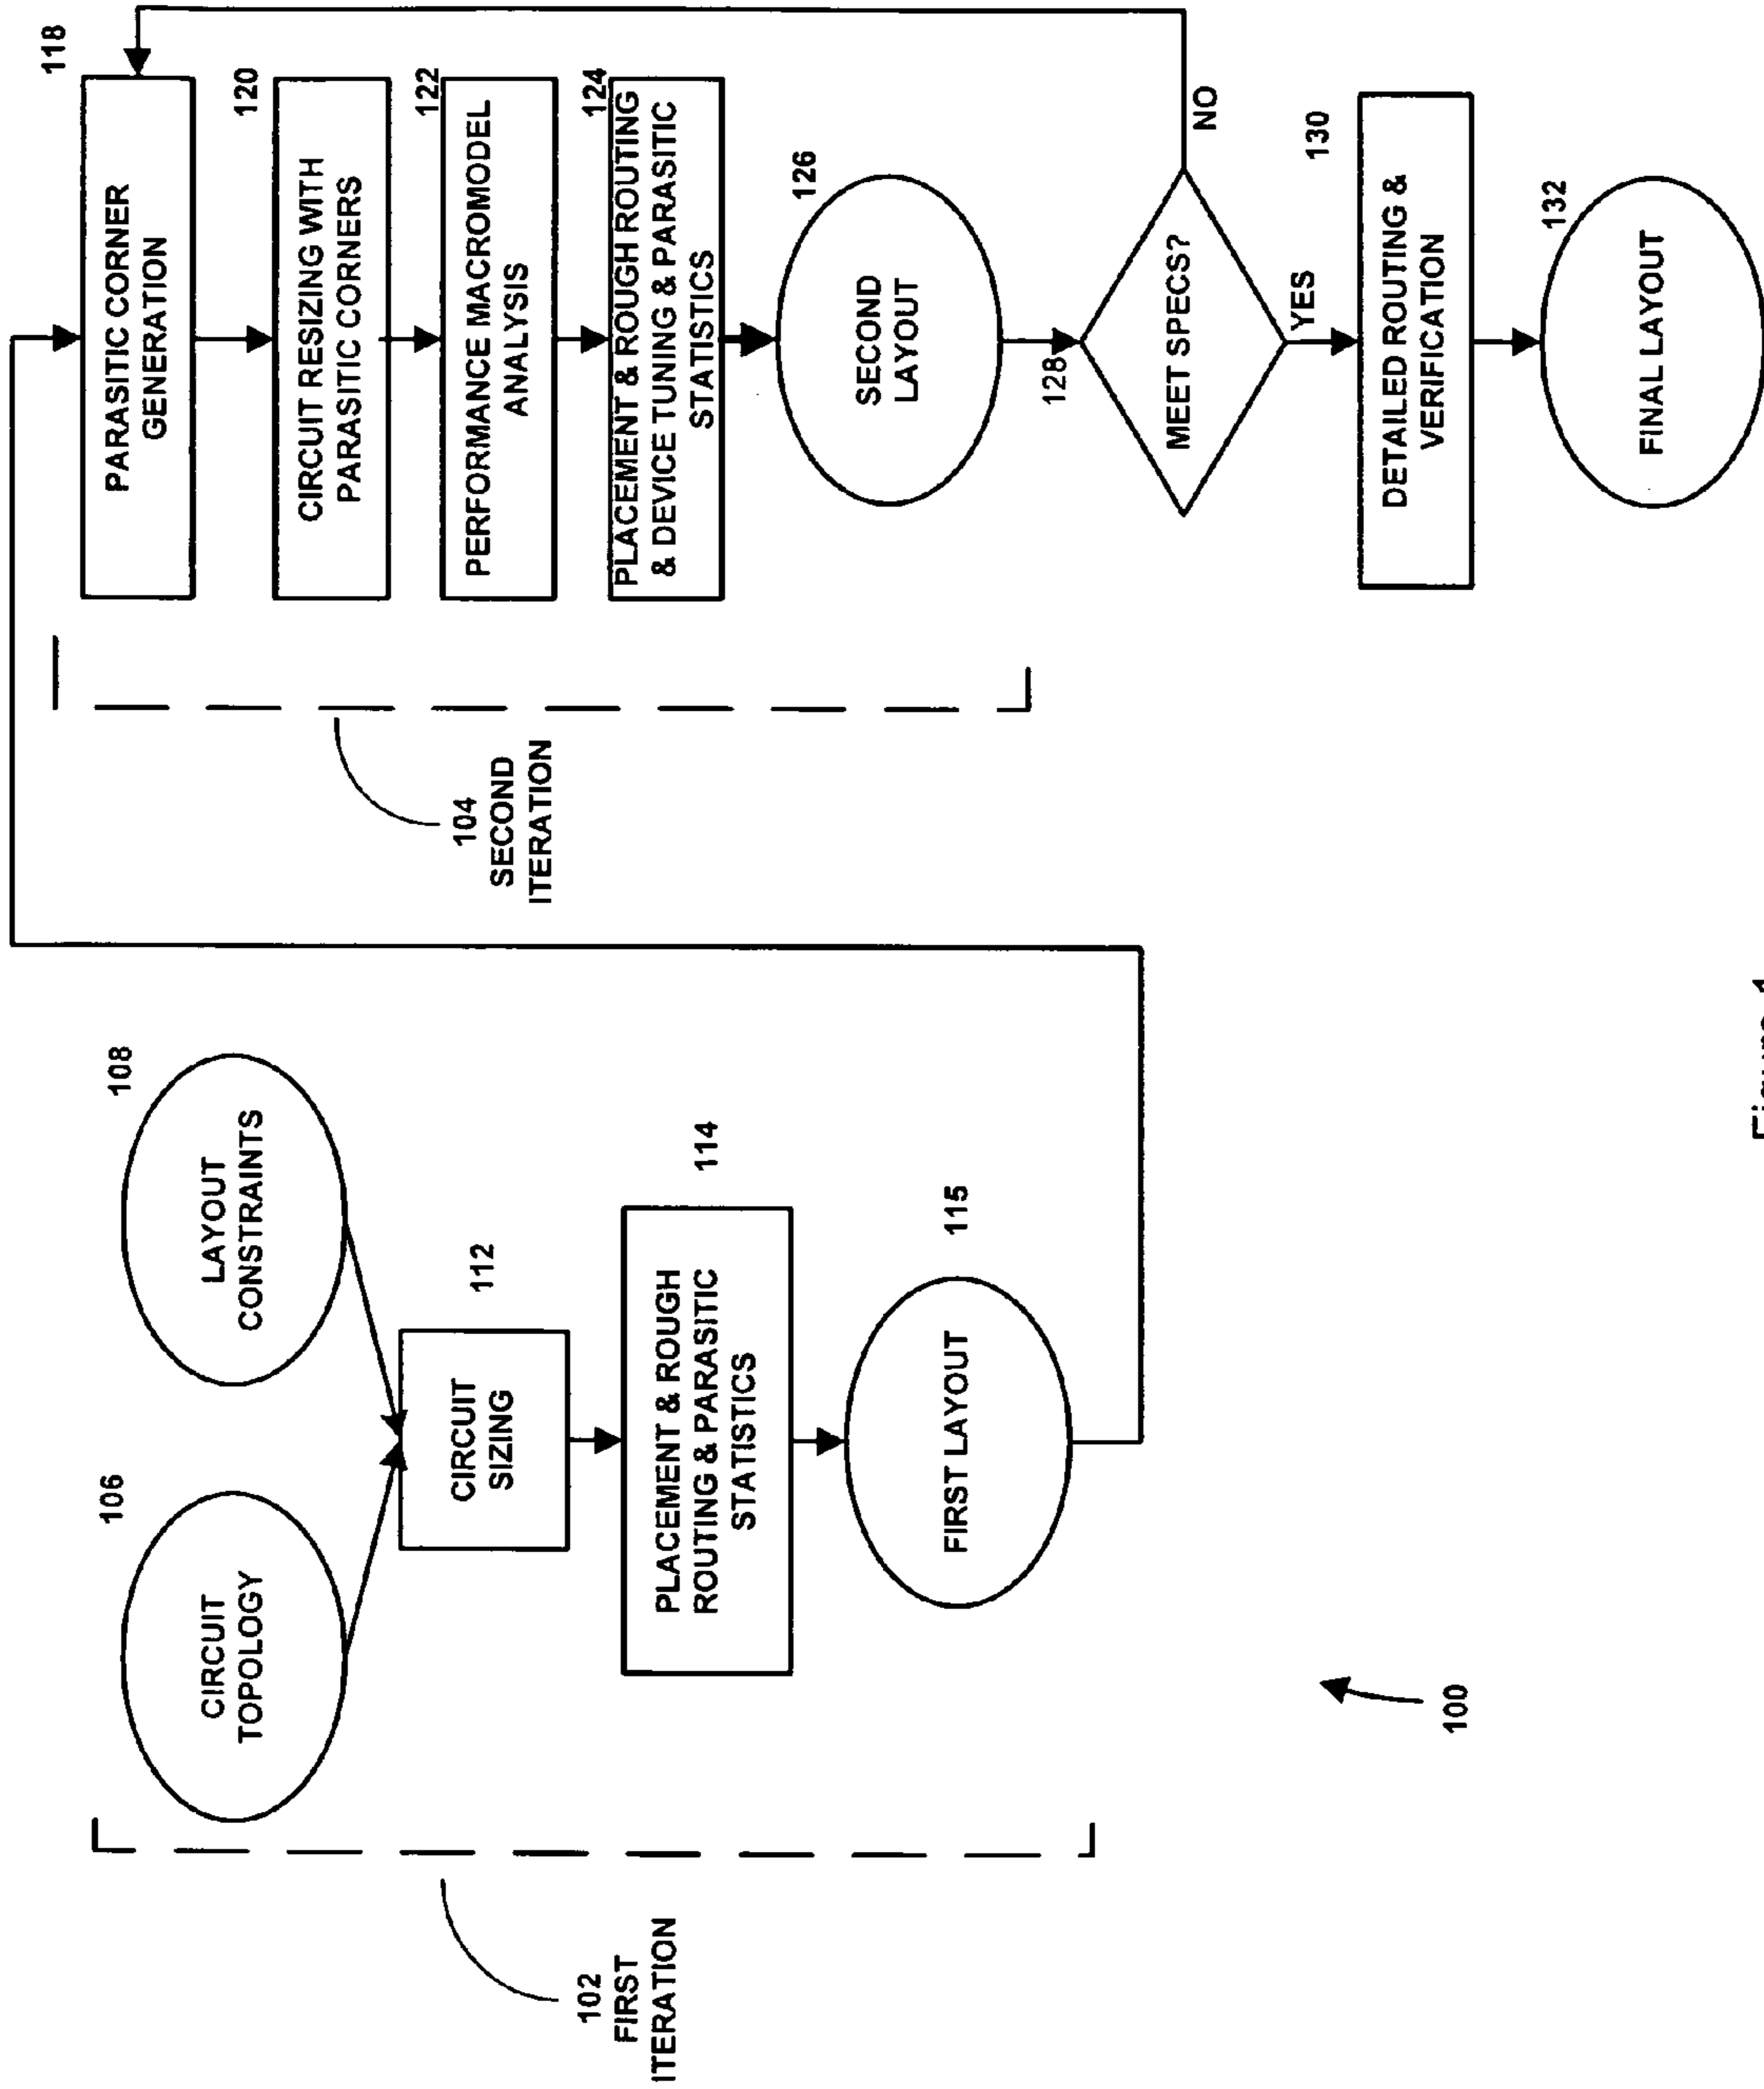 102
FIRST
ITERATION
106
CIRCUIT
TOPOLOGY
108
LAYOUT
CONSTRAINTS
112
CIRCUIT
SIZING
114
PLACEMENT & ROUGH
ROUTING & PARASITIC
STATISTICS
115
FIRST LAYOUT
100
104
SECOND
ITERATION
118
PARASITIC CORNER
GENERATION
120
CIRCUIT RESIZING WITH
PARASITIC CORNERS
122
PERFORMANCE MACROMODEL
ANALYSIS
124
PLACEMENT & ROUGH ROUTING
& DEVICE TUNING & PARASITIC
STATISTICS
126
SECOND
LAYOUT
128
MEET SPECS?
NO
YES
130
DETAILED ROUTING &
VERIFICATION
132
FINAL LAYOUT
Figure 1